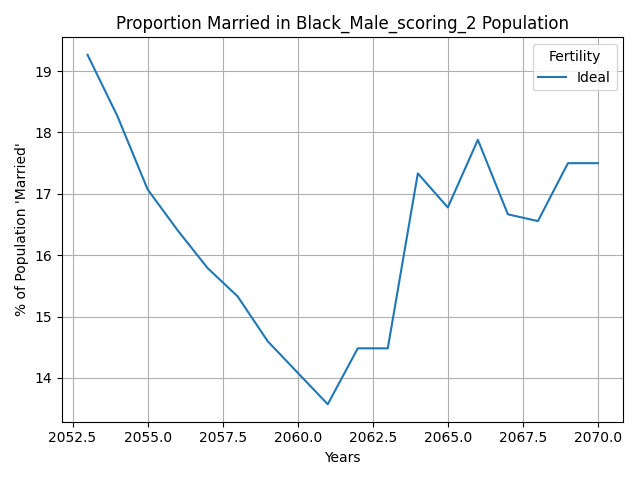 Proportion Married in Black_Male_scoring_2 Population
Fertility
Ideal
% of Population 'Married'
19
18
17
16
15
14
2052.5 2055.0 2057.5 2060.0 2062.5 2065.0 2067.5 2070.0
Years